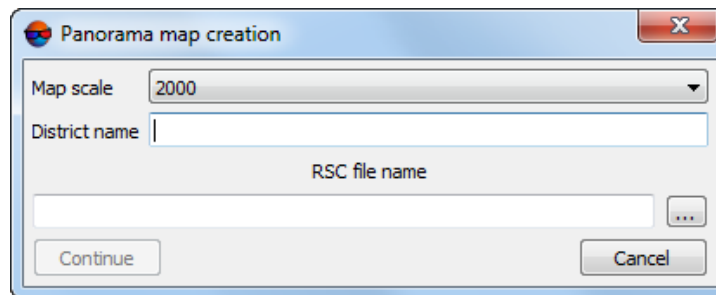 Panorama map creation
Map scale 2000
District name
RSC file name
...
Continue Cancel